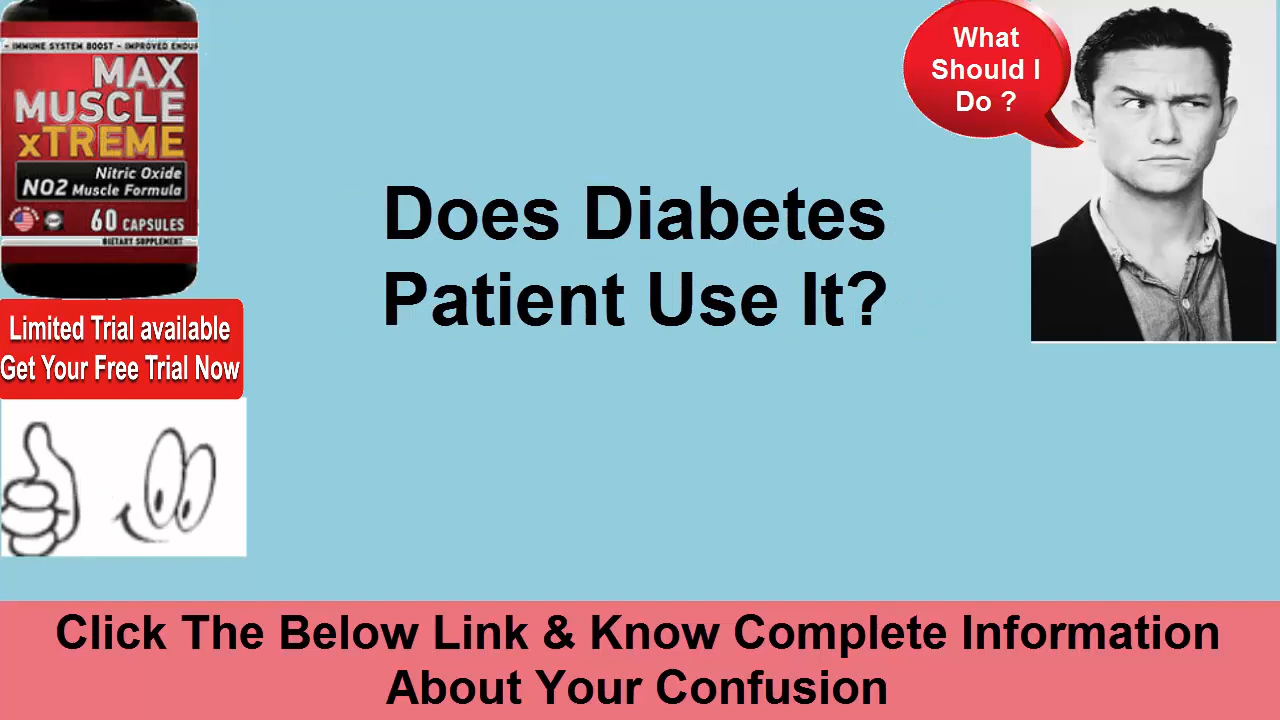 - IMMUNE SYSTEM BOOST - IMPROVED ENDUR
MAX
MUSCLE
xTREME
Nitric Oxide
NO2 Muscle Formula
60 CAPSULES
DIETARY SUPPLEMENT
Limited Trial available
Get Your Free Trial Now
What
Should I
Do ?
Does Diabetes
Patient Use It?
Click The Below Link & Know Complete Information
About Your Confusion